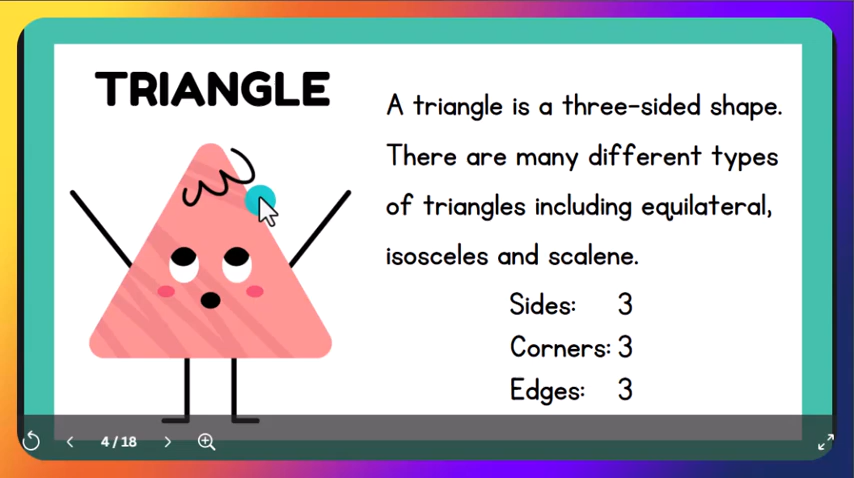 TRIANGLE
A triangle is a three-sided shape.
There are many different types
of triangles including equilateral,
isosceles and scalene.
Sides: 3
Corners: 3
Edges: 3
4 / 18